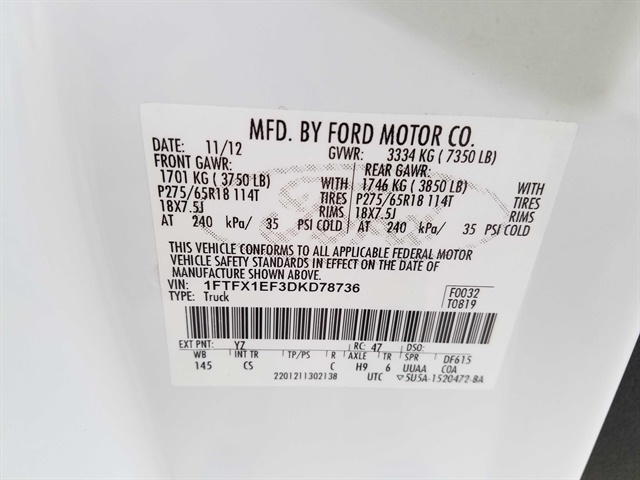 MFD. BY FORD MOTOR CO.
DATE: 11/12 GVWR: 3334 KG ( 7350 LB)
FRONT GAWR: REAR GAWR:
1701 KG ( 3750 LB) WITH 1746 KG ( 3850 LB) WITH
P275/65R18 114T TIRES P275/65R18 114T TIRES
18X7.5J RIMS 18X7.5J RIMS
AT 240 kPa/ 35 PSI COLD AT 240 kPa/ 35 PSI COLD
THIS VEHICLE CONFORMS TO ALL APPLICABLE FEDERAL MOTOR
VEHICLE SAFETY STANDARDS IN EFFECT ON THE DATE OF
MANUFACTURE SHOWN ABOVE.
VIN: 1FTFX1EF3DKD78736 F0032
TYPE: Truck T0819
EXT PNT: YZ RC: 47 DSO:
WB INT TR TP/PS R AXLE TR SPR DF615
145 CS C H9 6 UUAA COA
2201211302138 UTC ▽5U5A-1520472-BA